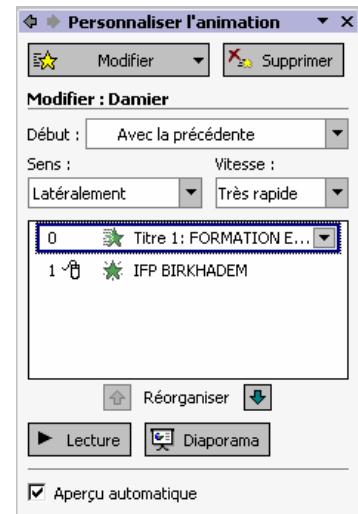 Personnaliser l'animation
Modifier Supprimer
Modifier : Damier
Début : Avec la précédente
Sens : Vitesse :
Latéralement Très rapide
0 Titre 1: FORMATION E...
1 IFP BIRKHADEM
Réorganiser
Lecture Diaporama
Aperçu automatique